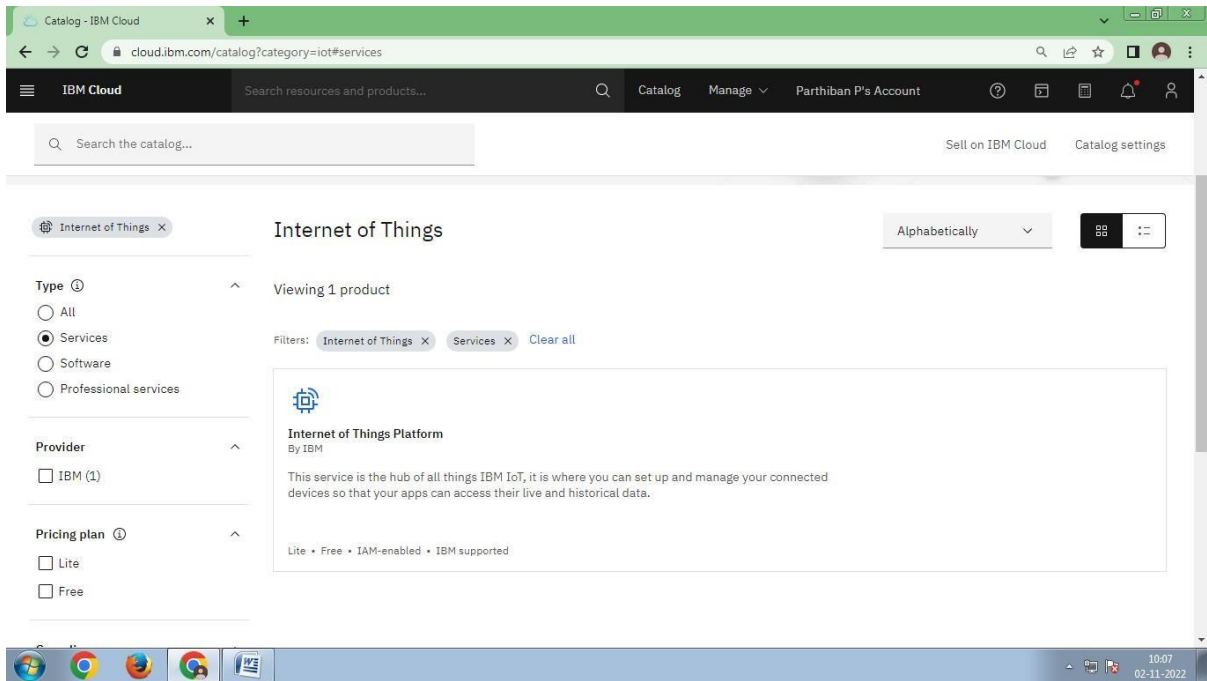 Catalog - IBM Cloud
cloud.ibm.com/catalog?category=iot#services
IBM Cloud
Search resources and products...
Catalog
Manage
Parthiban P's Account
Search the catalog...
Sell on IBM Cloud
Catalog settings
Internet of Things
Internet of Things
Alphabetically
Type
All
Services
Software
Professional services
Provider
IBM (1)
Pricing plan
Lite
Free
Viewing 1 product
Filters: Internet of Things Services Clear all
Internet of Things Platform
By IBM
This service is the hub of all things IBM IoT, it is where you can set up and manage your connected
devices so that your apps can access their live and historical data.
Lite • Free • IAM-enabled • IBM supported
10:07
02-11-2022